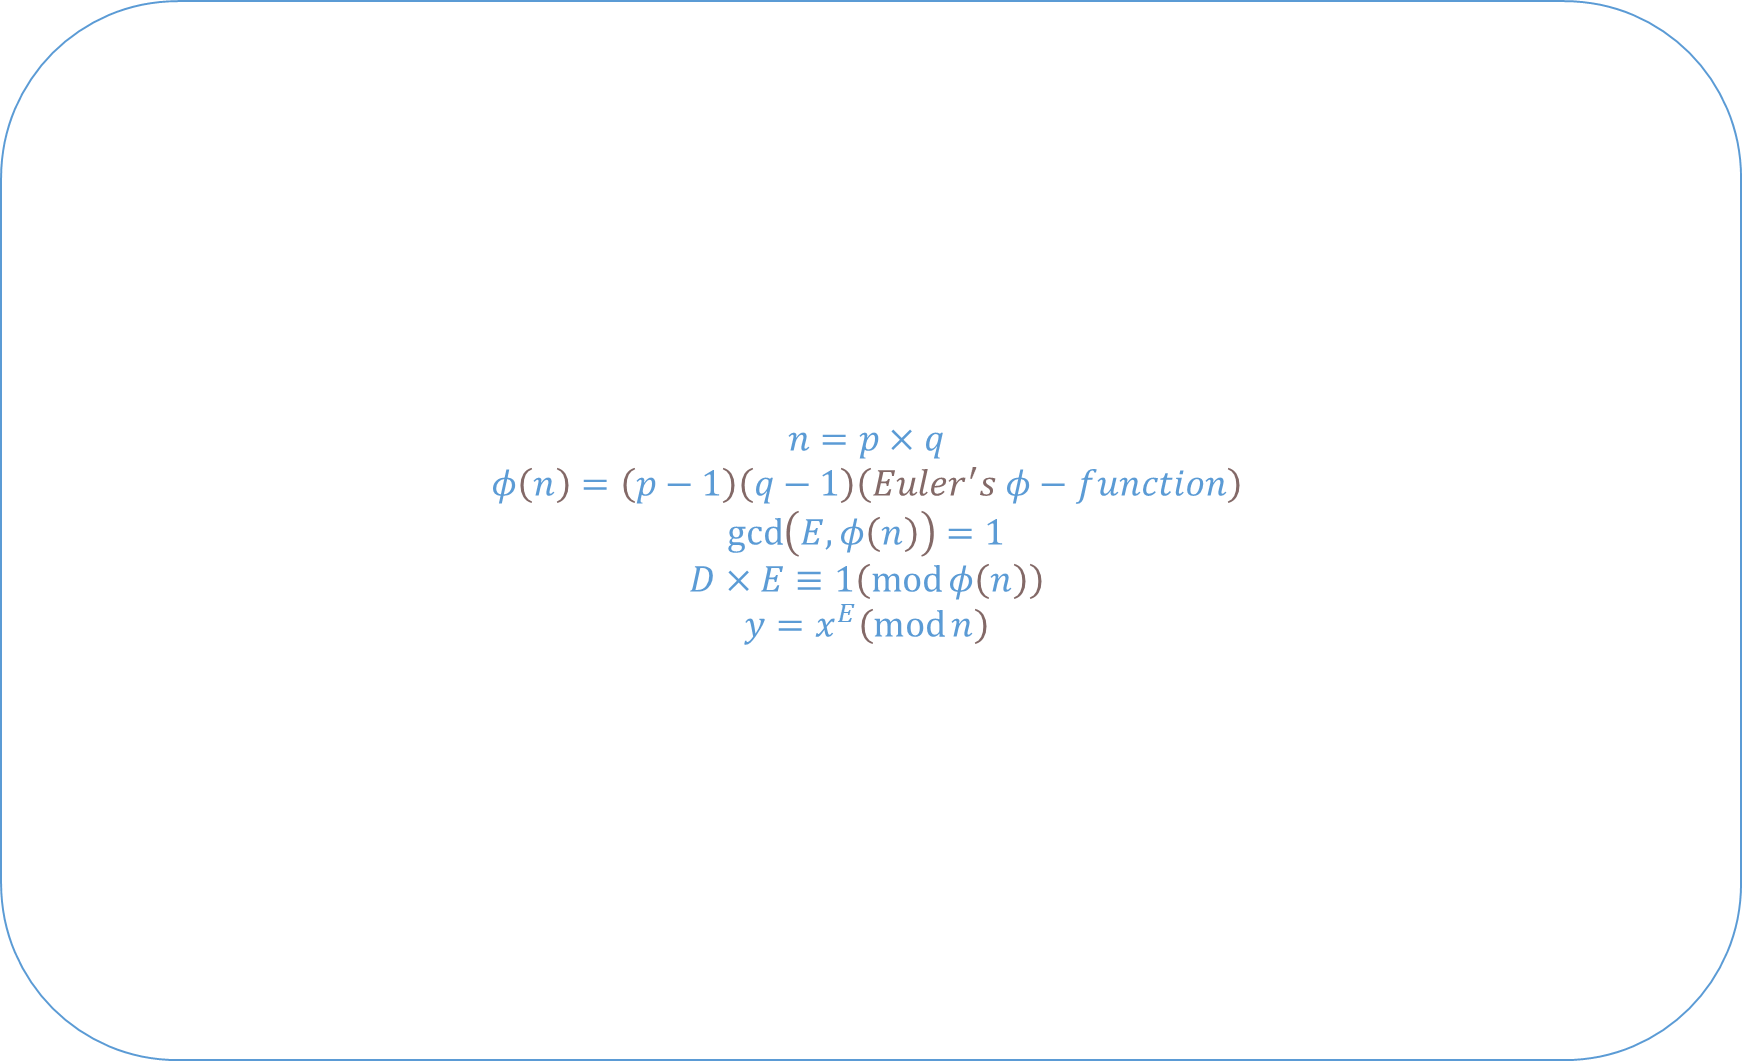 n = p × q
ϕ(n) = (p − 1)(q − 1)(Euler′s ϕ − function)
gcd(E, ϕ(n)) = 1
D × E ≡ 1(mod ϕ(n))
y = x^E(mod n)